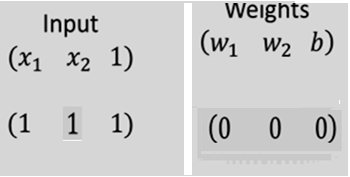 Input
(x₁ x₂ 1)
(1 1 1)
Weights
(w₁ w₂ b)
(0 0 0)